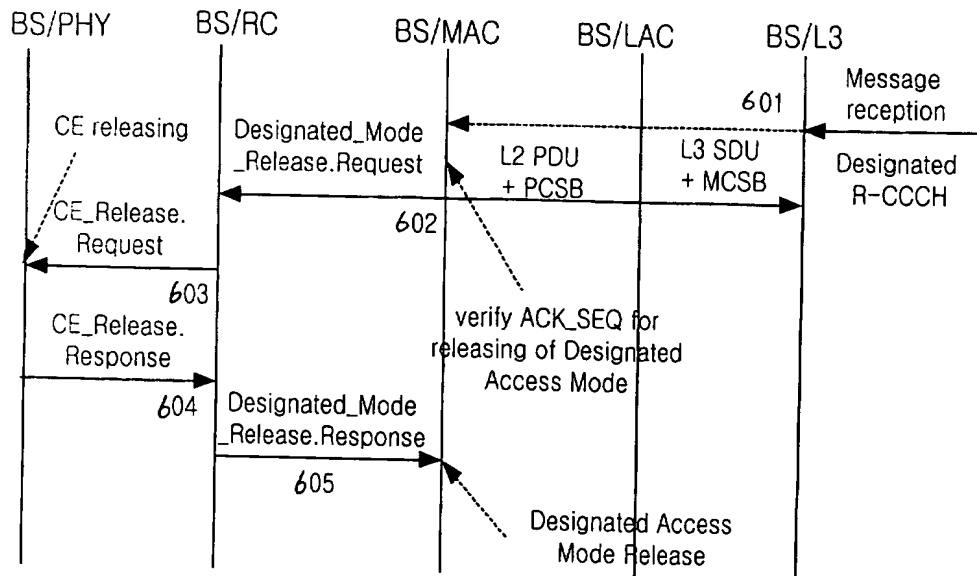 BS/PHY
BS/RC
BS/MAC
BS/LAC
BS/L3
Message
reception
601
CE releasing
Designated_Mode
_Release.Request
L2 PDU
+ PCSB
L3 SDU
+ MCSB
Designated
R-CCCH
602
CE_Release.
Request
603
verify ACK_SEQ for
releasing of Designated
Access Mode
CE_Release.
Response
604
Designated_Mode
_Release.Response
605
Designated Access
Mode Release